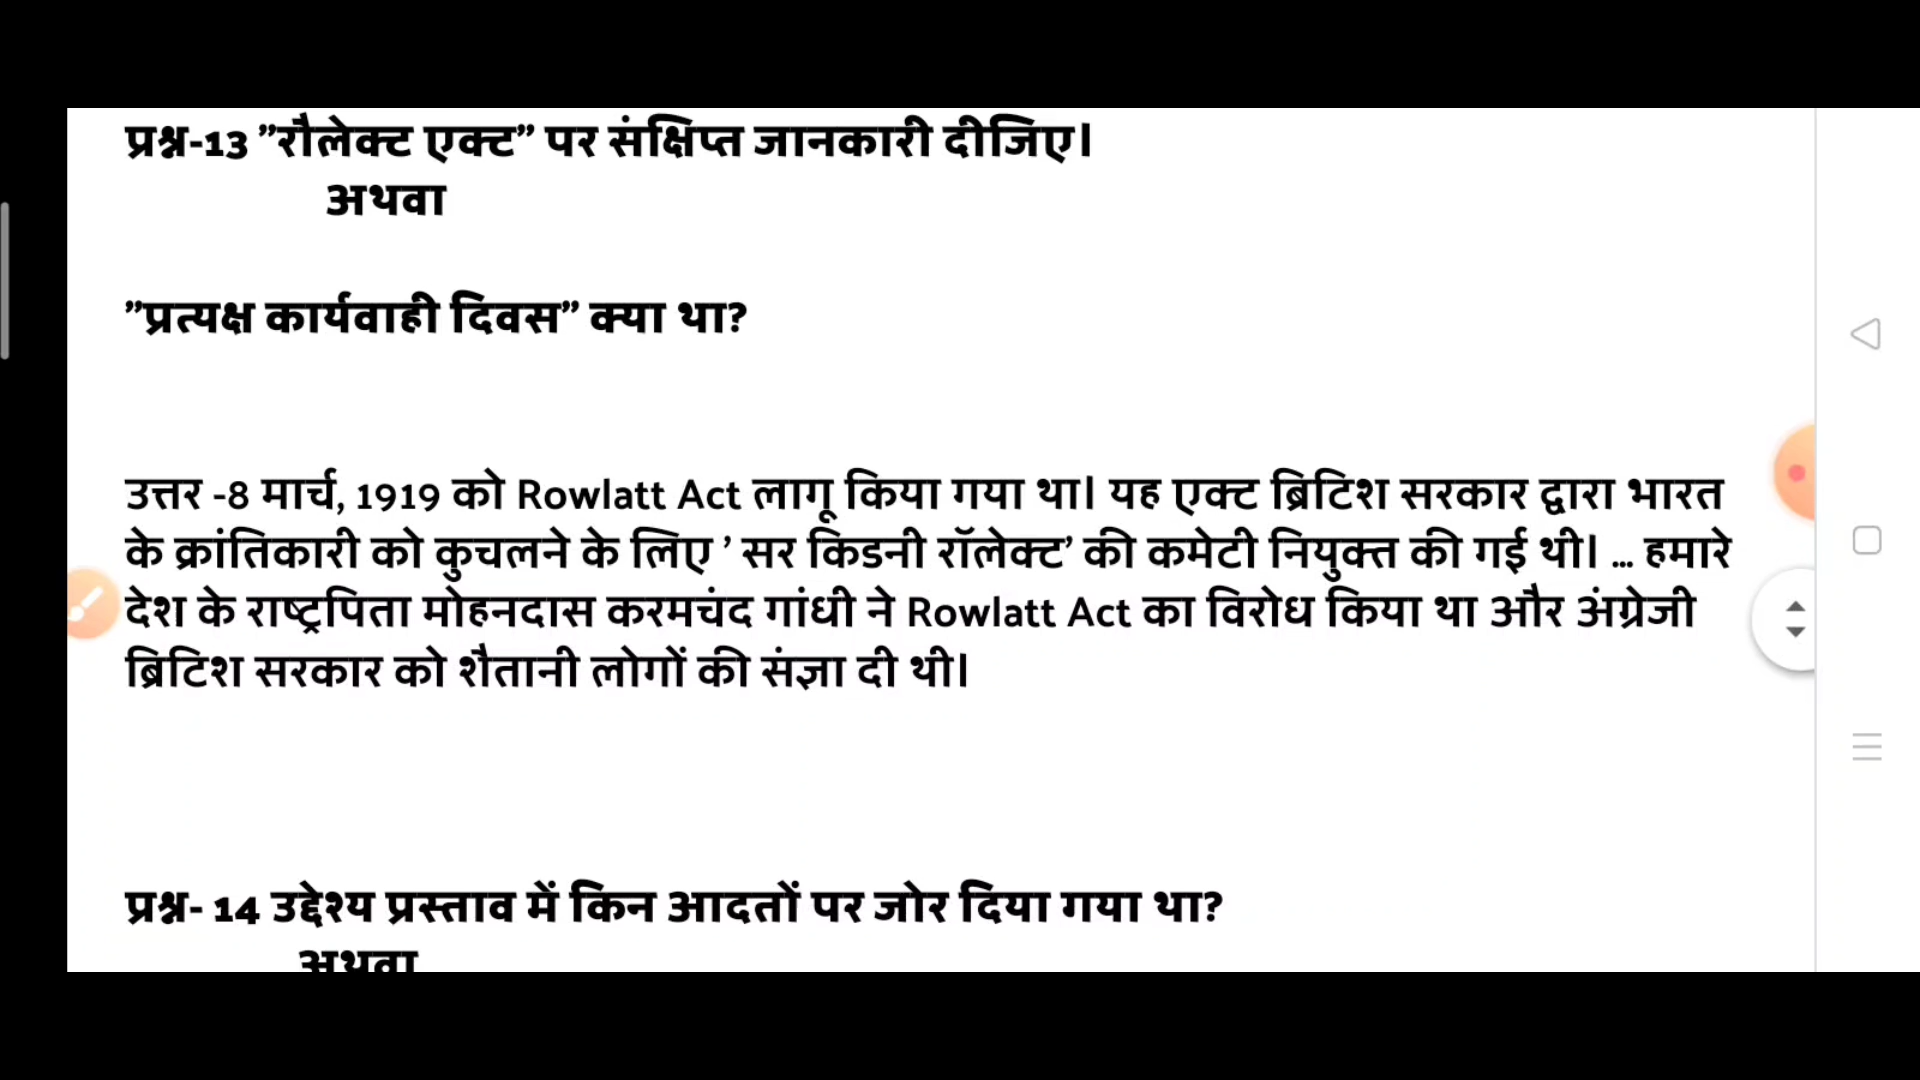 प्रश्न-13 ”रौलेक्ट एक्ट” पर संक्षिप्त जानकारी दीजिए।
अथवा
”प्रत्यक्ष कार्यवाही दिवस” क्या था?
उत्तर -8 मार्च, 1919 को Rowlatt Act लागू किया गया था। यह एक्ट ब्रिटिश सरकार द्वारा भारत
के क्रांतिकारी को कुचलने के लिए ’ सर किडनी रॉलेक्ट’ की कमेटी नियुक्त की गई थी। ... हमारे
देश के राष्ट्रपिता मोहनदास करमचंद गांधी ने Rowlatt Act का विरोध किया था और अंग्रेजी
ब्रिटिश सरकार को शैतानी लोगों की संज्ञा दी थी।
प्रश्न- 14 उद्देश्य प्रस्ताव में किन आदतों पर जोर दिया गया था?
अथवा